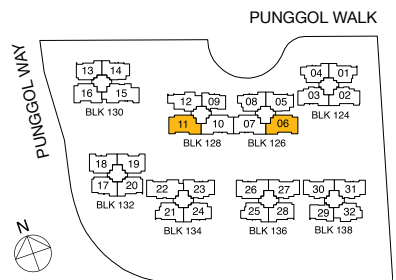 PUNGGOL WALK
PUNGGOL WAY
04 01
03 02
BLK 124
13 14
16 15
BLK 130
12 09
11 10
BLK 128
08 05
07 06
BLK 126
18 19
17 20
BLK 132
22 23
21 24
BLK 134
26 27
25 28
BLK 136
30 31
29 32
BLK 138
N